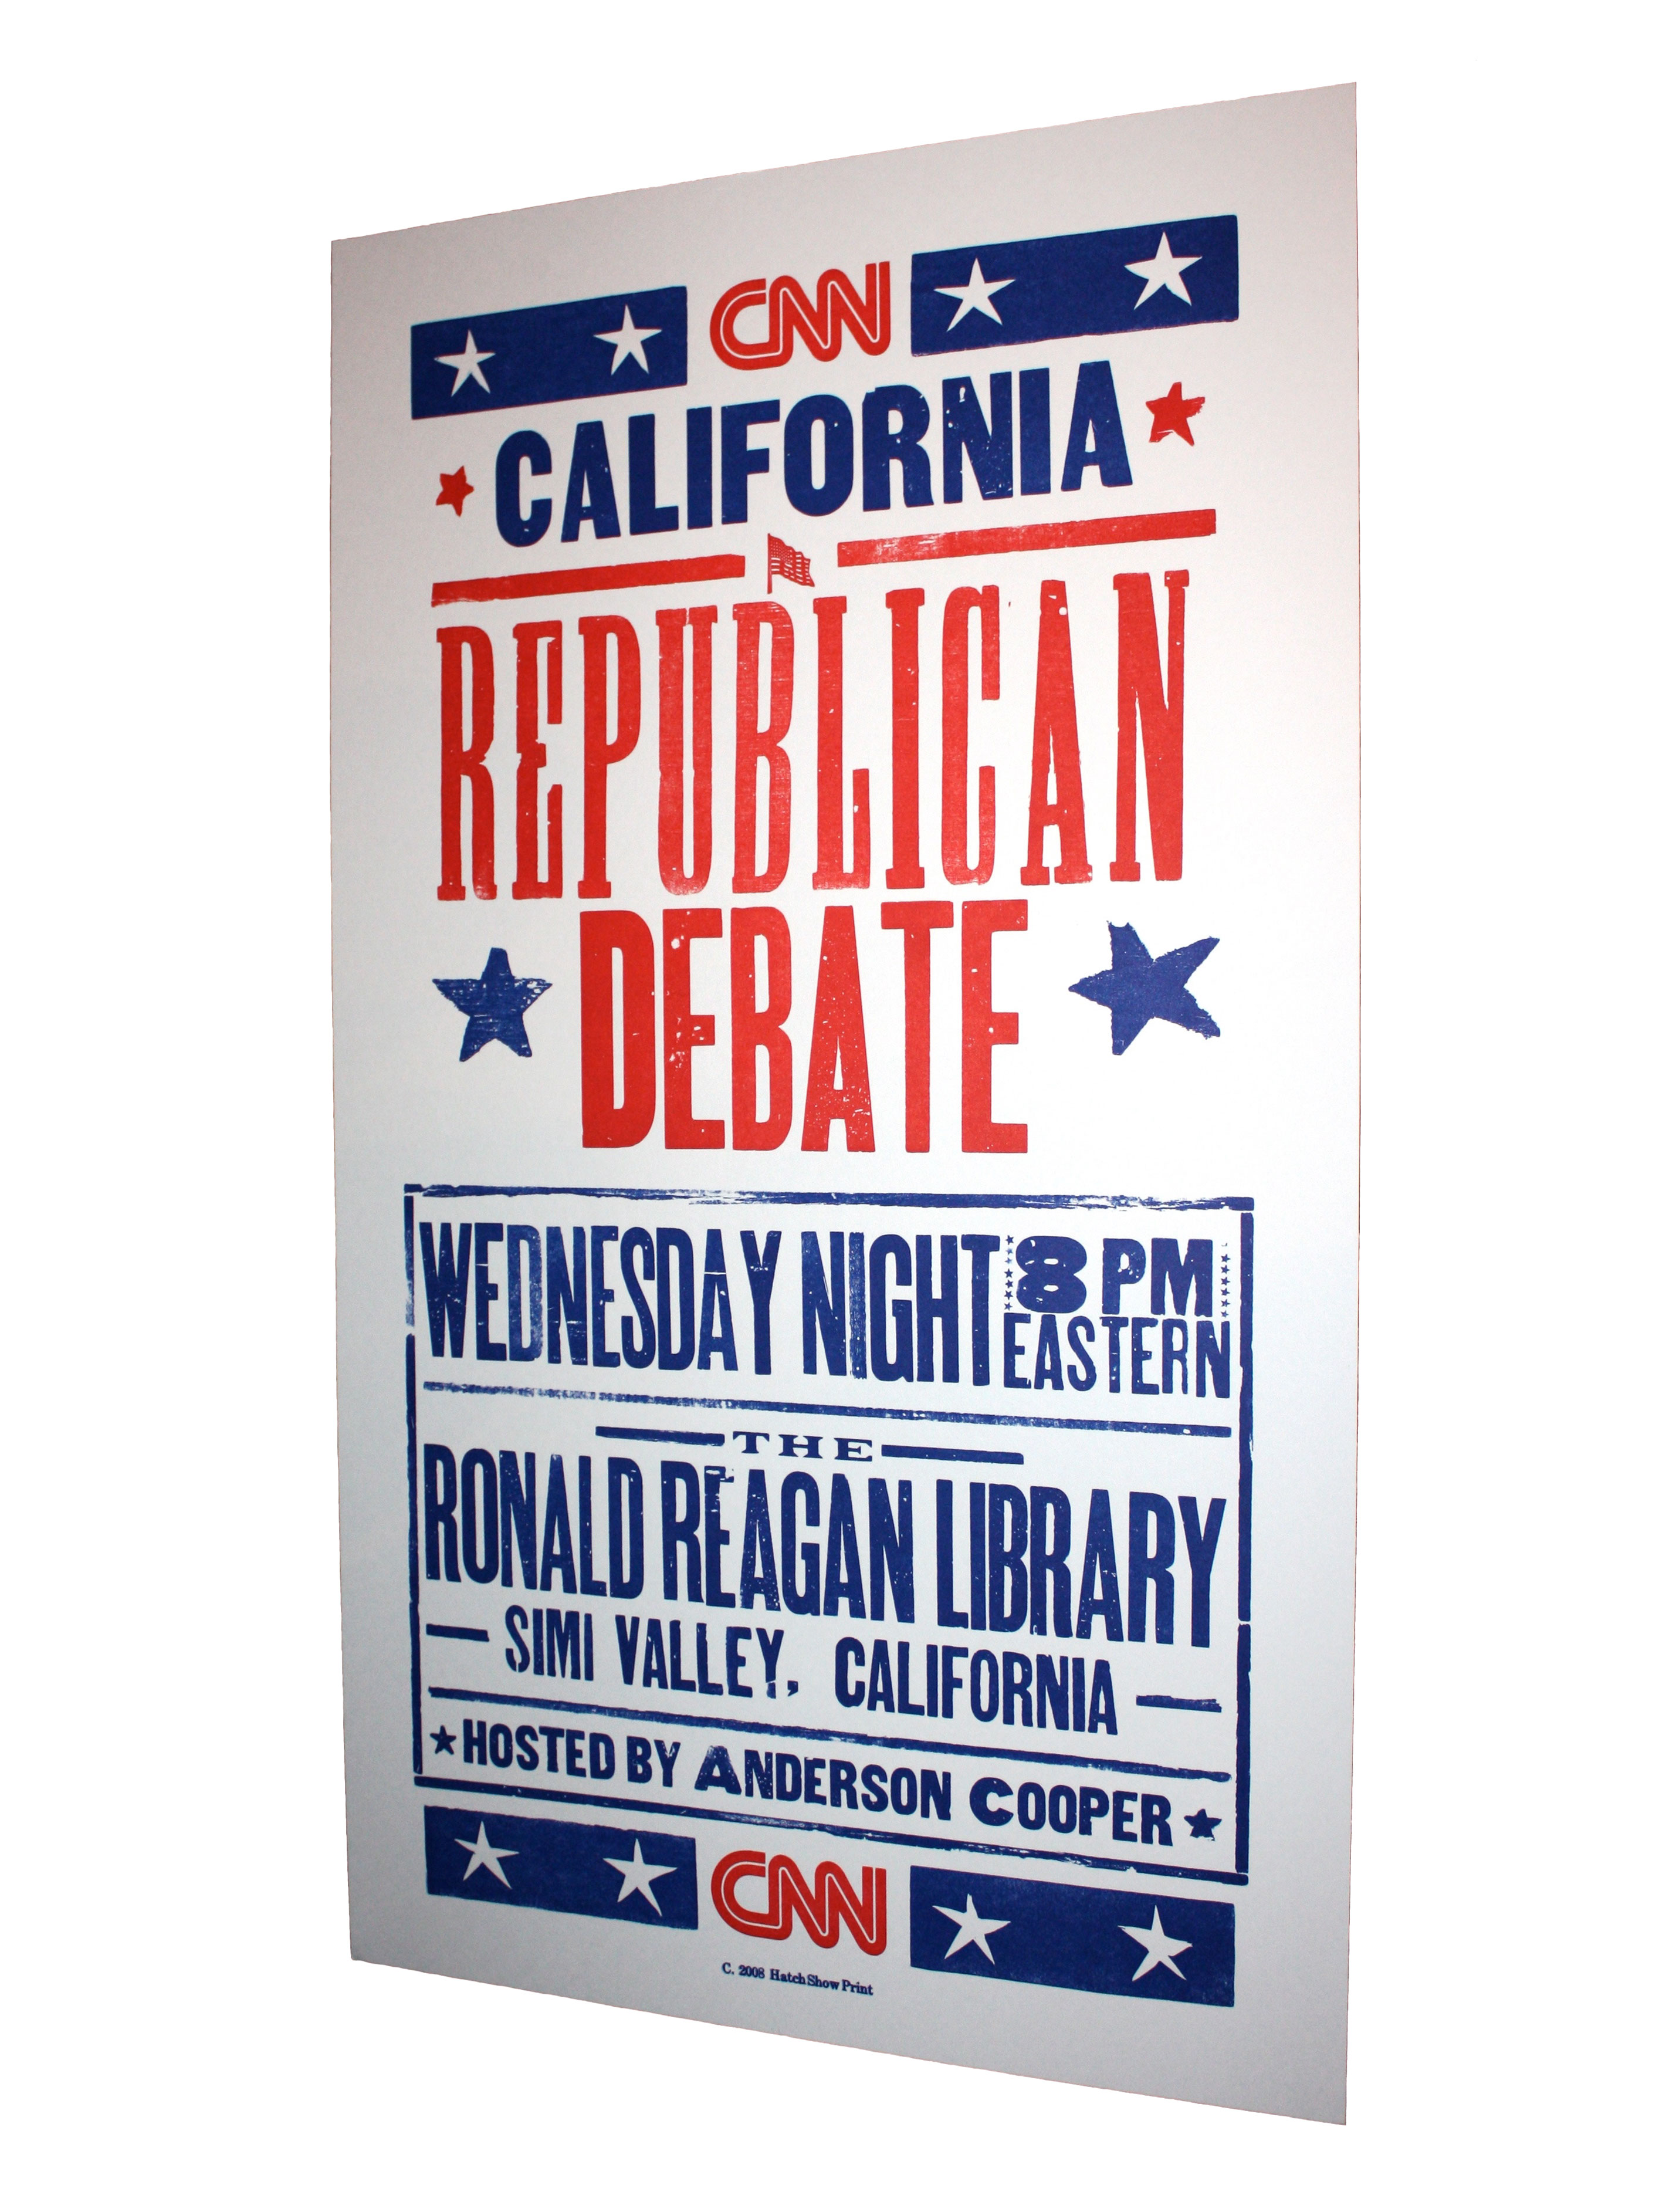 CNN
CALIFORNIA
REPUBLICAN
DEBATE
WEDNESDAY NIGHT 8 PM
EASTERN
THE
RONALD REAGAN LIBRARY
SIMI VALLEY, CALIFORNIA
HOSTED BY ANDERSON COOPER
CNN
C. 2008 Hatch Show Print